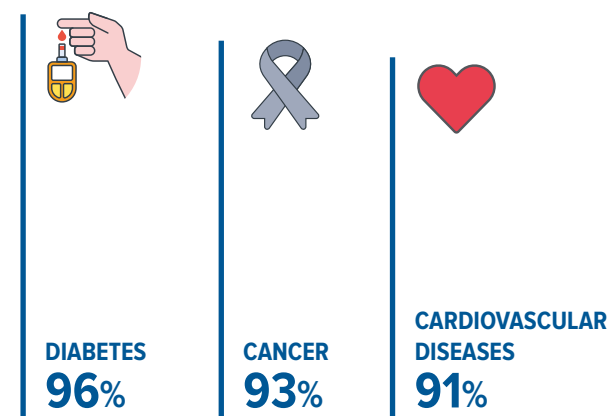 DIABETES
96%
CANCER
93%
CARDIOVASCULAR
DISEASES
91%